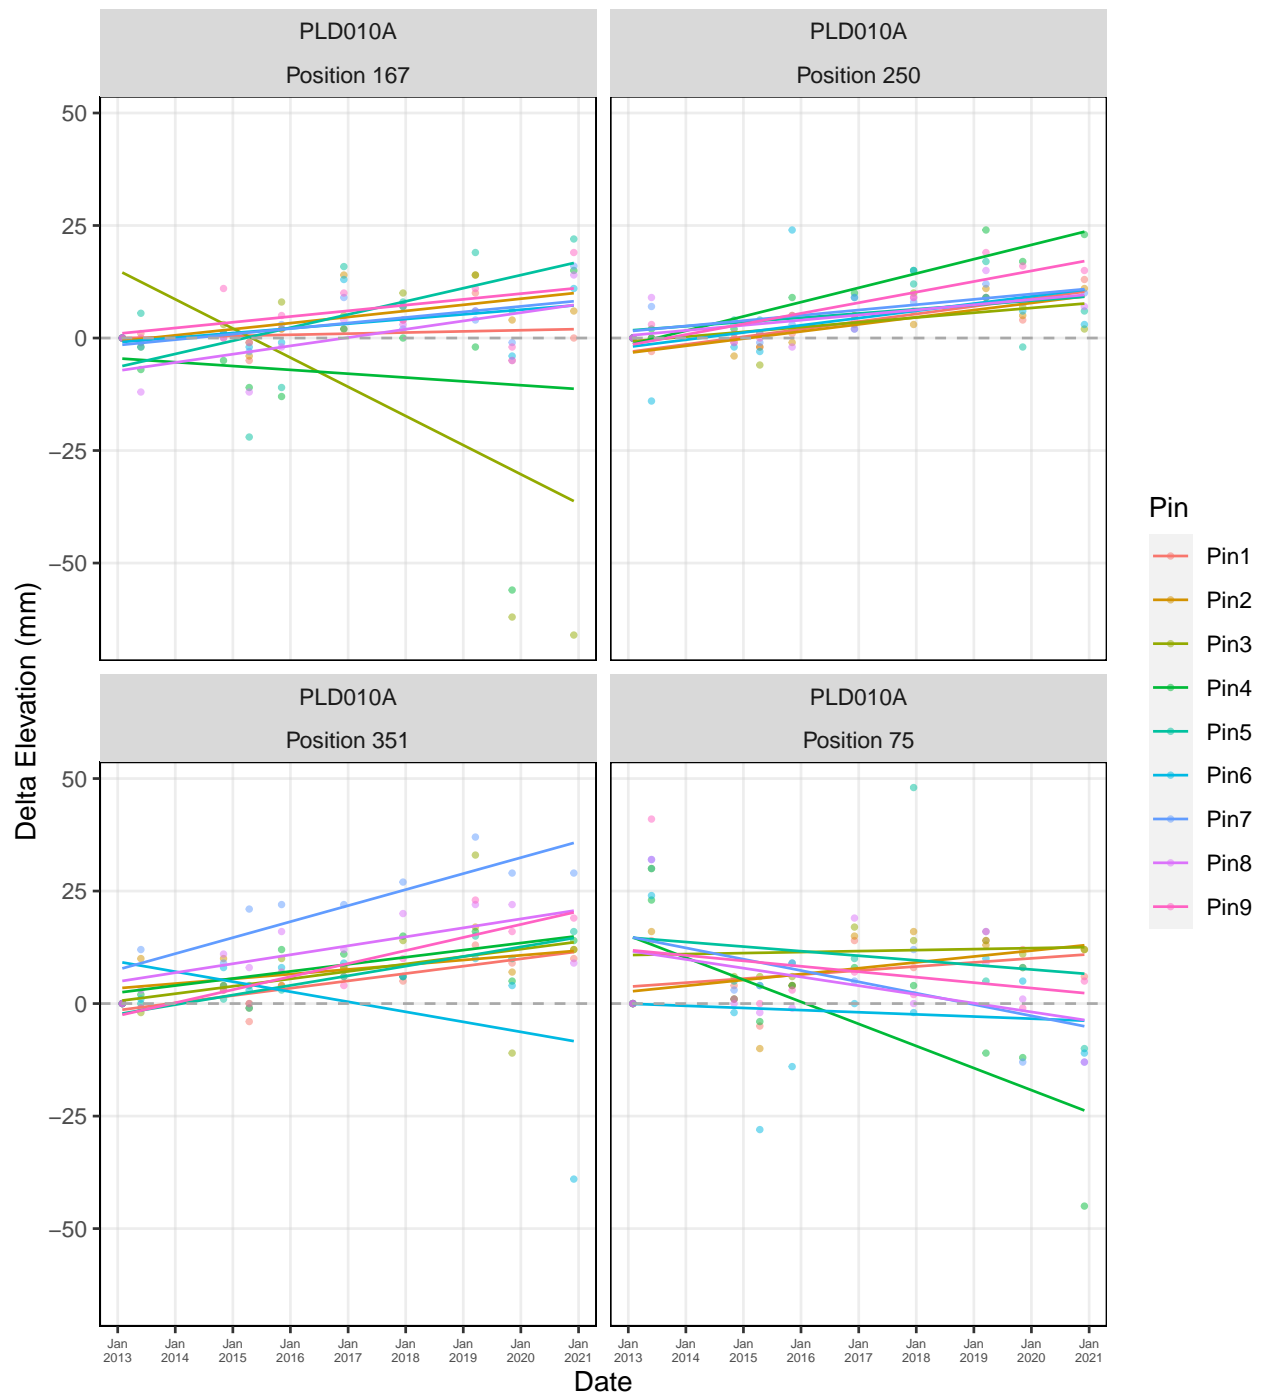 PLD010A
Position 167
PLD010A
Position 250
50
25
0
−25
−50
PLD010A
Position 351
PLD010A
Position 75
50
25
0
−25
−50
Delta Elevation (mm)
Jan Jan Jan Jan Jan Jan Jan Jan Jan
2013 2014 2015 2016 2017 2018 2019 2020 2021
Jan Jan Jan Jan Jan Jan Jan Jan Jan
2013 2014 2015 2016 2017 2018 2019 2020 2021
Date
Pin
Pin1
Pin2
Pin3
Pin4
Pin5
Pin6
Pin7
Pin8
Pin9